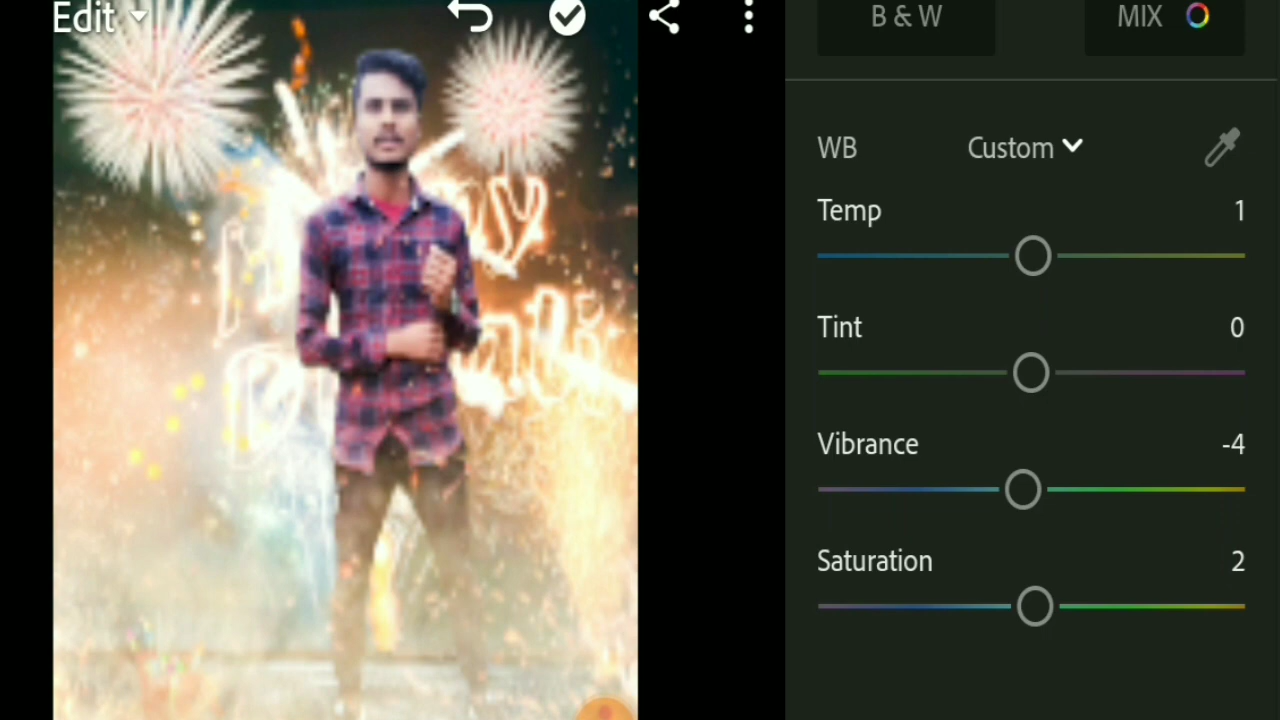 Edit
B & W
MIX
WB
Custom
Temp
1
Tint
0
Vibrance
-4
Saturation
2